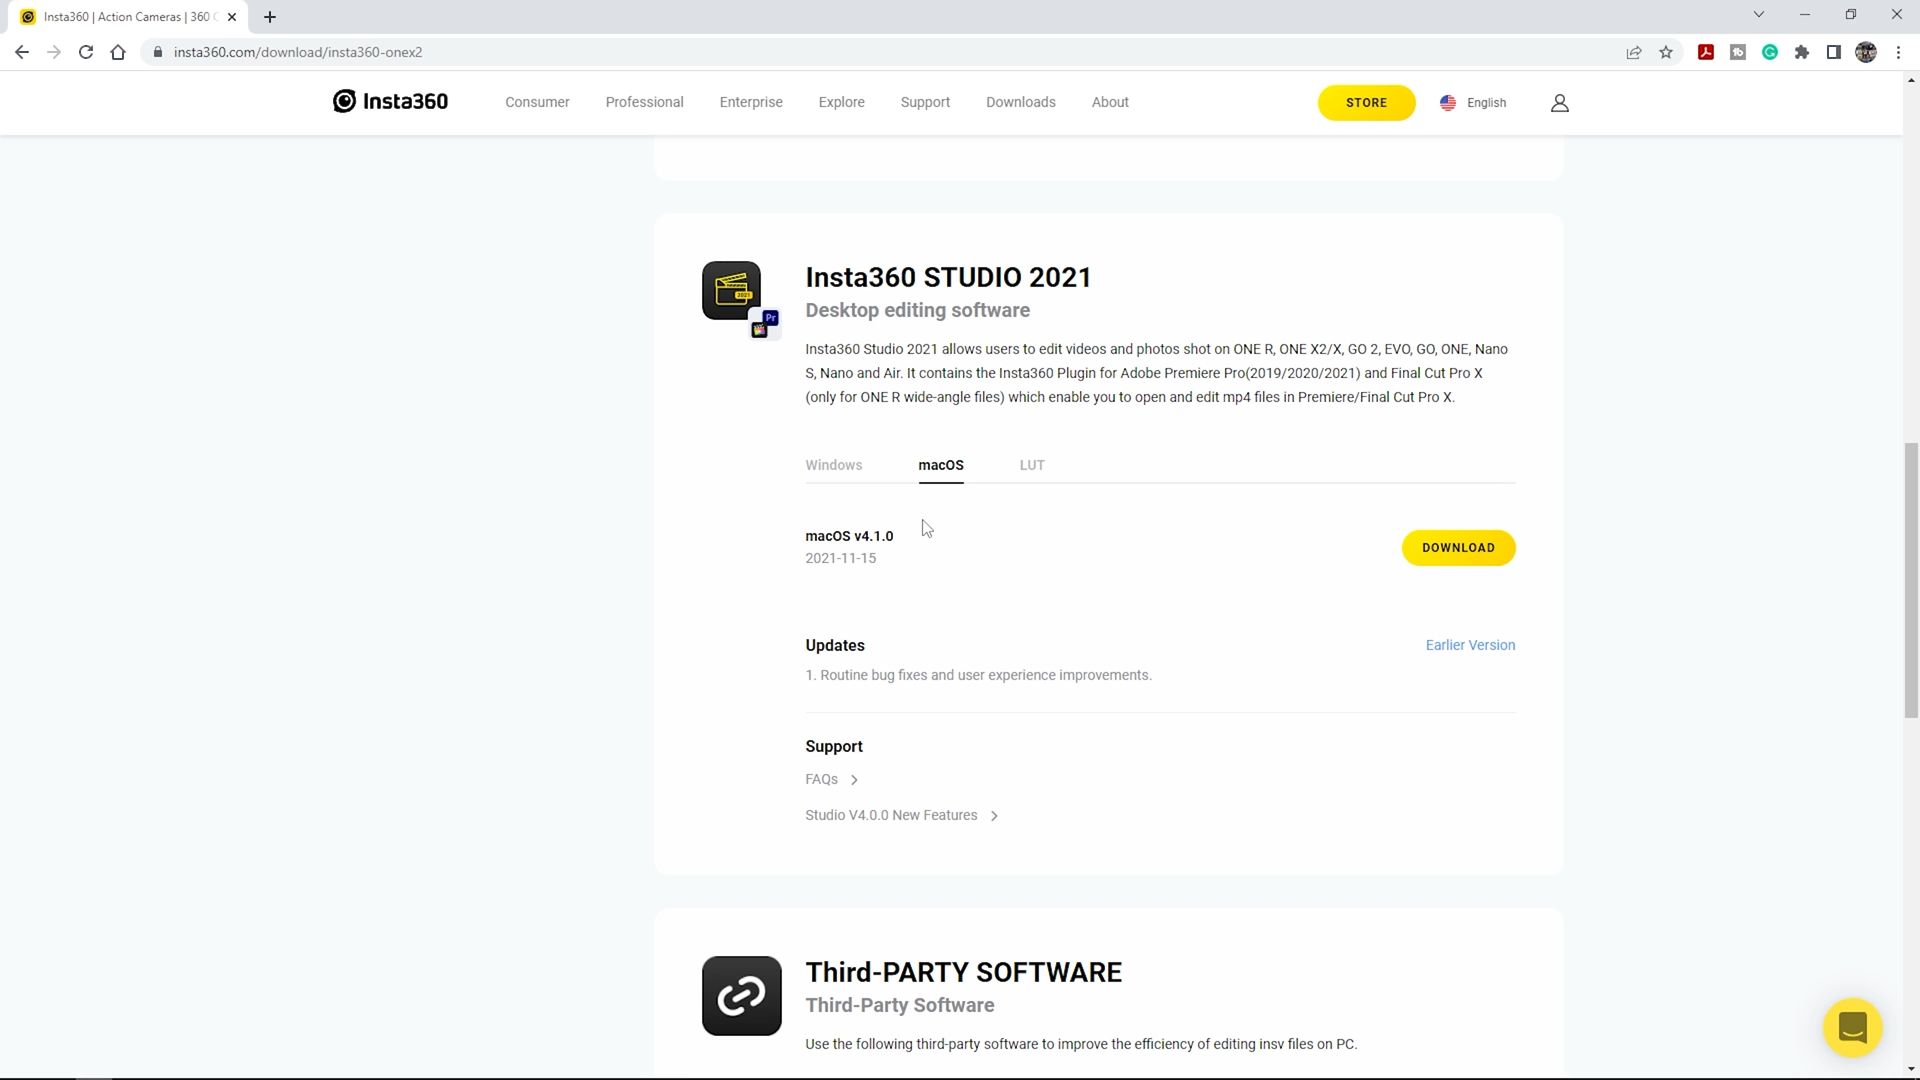 Insta360 | Action Cameras | 360 C
insta360.com/download/insta360-onex2
Insta360
Consumer
Professional
Enterprise
Explore
Support
Downloads
About
STORE
English
2021
Pr
Insta360 STUDIO 2021
Desktop editing software
Insta360 Studio 2021 allows users to edit videos and photos shot on ONE R, ONE X2/X, GO 2, EVO, GO, ONE, Nano
S, Nano and Air. It contains the Insta360 Plugin for Adobe Premiere Pro(2019/2020/2021) and Final Cut Pro X
(only for ONE R wide-angle files) which enable you to open and edit mp4 files in Premiere/Final Cut Pro X.
Windows
macOS
LUT
macOS v4.1.0
2021-11-15
DOWNLOAD
Updates
Earlier Version
1. Routine bug fixes and user experience improvements.
Support
FAQs
Studio V4.0.0 New Features
Third-PARTY SOFTWARE
Third-Party Software
Use the following third-party software to improve the efficiency of editing insv files on PC.